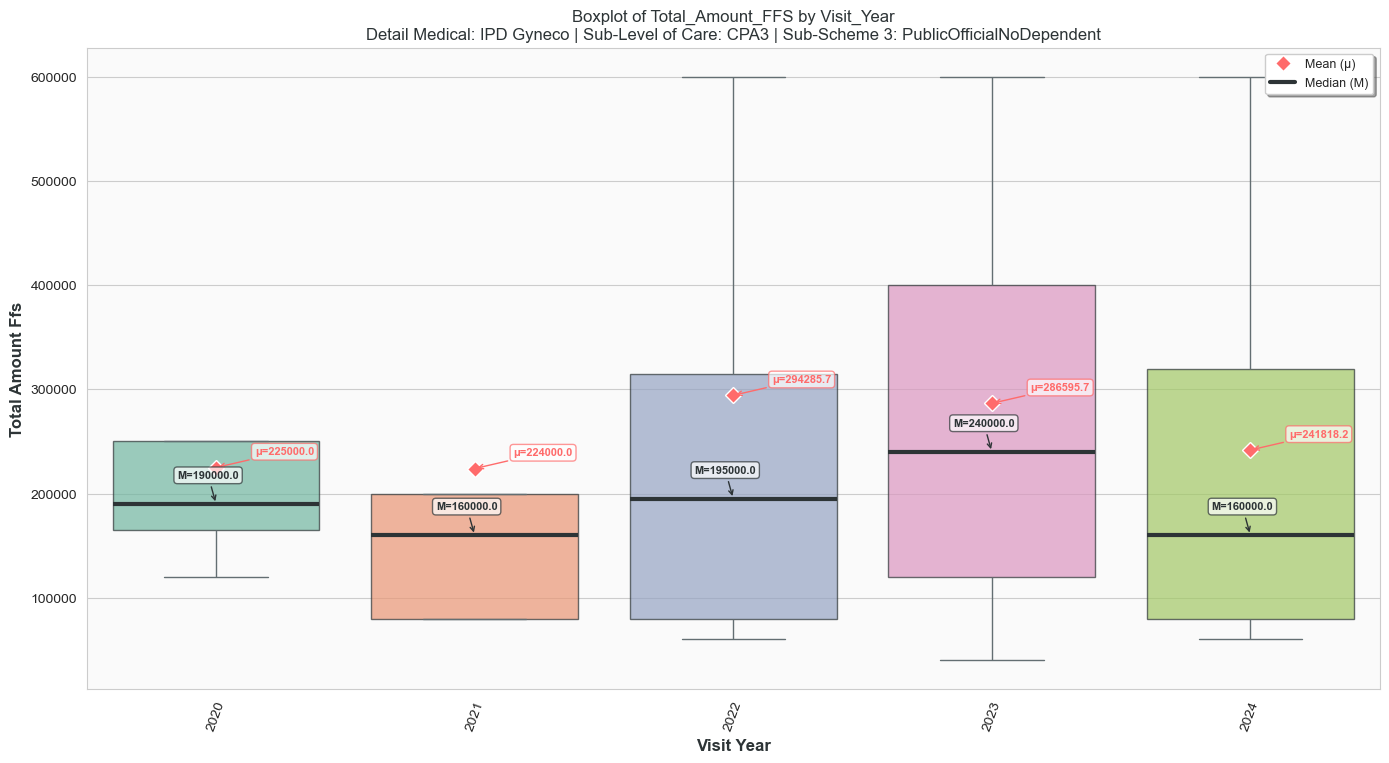 Boxplot of Total_Amount_FFS by Visit_Year
Detail Medical: IPD Gyneco | Sub-Level of Care: CPA3 | Sub-Scheme 3: PublicOfficialNoDependent
Mean (μ)
Median (M)
Total Amount Ffs
600000
500000
400000
300000
200000
100000
μ=225000.0
M=190000.0
μ=224000.0
M=160000.0
μ=294285.7
M=195000.0
μ=286595.7
M=240000.0
μ=241818.2
M=160000.0
2020
2021
2022
2023
2024
Visit Year